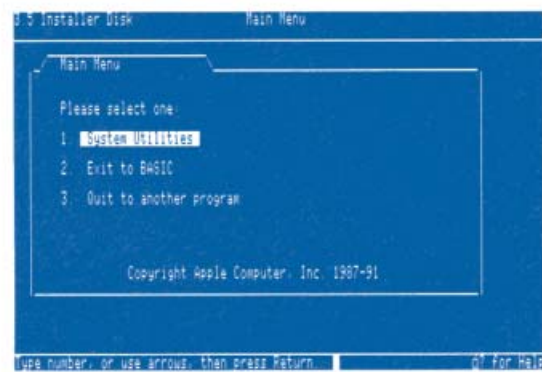 3.5 Installer Disk Main Menu
Main Menu
Please select one:
1. System Utilities
2. Exit to BASIC
3. Quit to another program
Copyright Apple Computer, Inc. 1987-91
Type number, or use arrows, then press Return ⌂? for Help